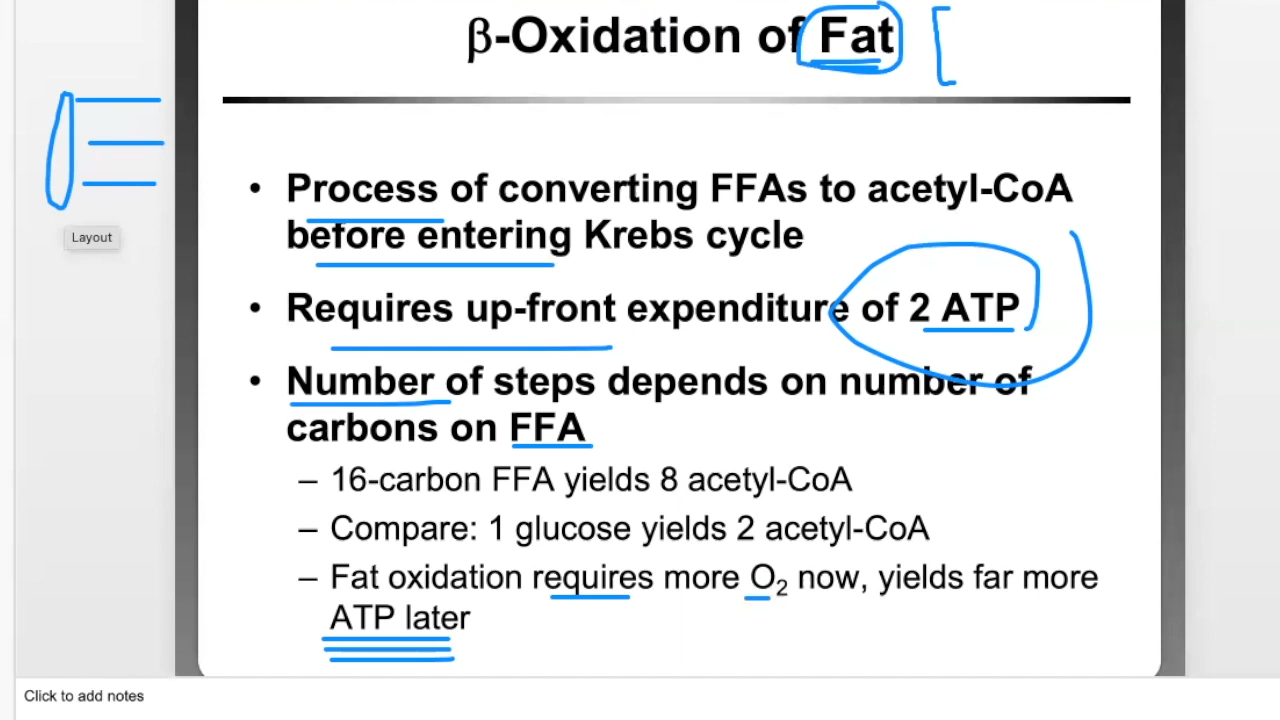 β-Oxidation of Fat
• Process of converting FFAs to acetyl-CoA
before entering Krebs cycle
Layout
• Requires up-front expenditure of 2 ATP
• Number of steps depends on number of
carbons on FFA
– 16-carbon FFA yields 8 acetyl-CoA
– Compare: 1 glucose yields 2 acetyl-CoA
– Fat oxidation requires more O₂ now, yields far more
ATP later
Click to add notes